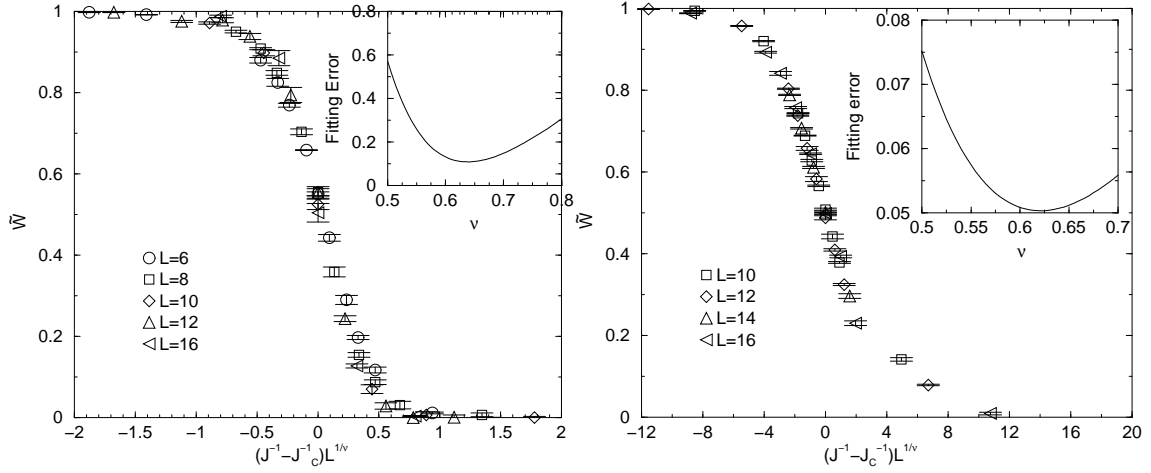 1
0.8
0.6
0.4
0.2
0
W̃
−2
−1.5
−1
−0.5
0
0.5
1
1.5
2
(J⁻¹−J⁻¹_C)L^{1/ν}
L=6
L=8
L=10
L=12
L=16
0.8
0.6
0.4
0.2
0
Fitting Error
0.5
0.6
0.7
0.8
ν
1
0.8
0.6
0.4
0.2
0
W̃
−12
−8
−4
0
4
8
12
16
20
(J⁻¹−J_C⁻¹)L^{1/ν}
L=10
L=12
L=14
L=16
0.08
0.07
0.06
0.05
Fitting error
0.5
0.55
0.6
0.65
0.7
ν